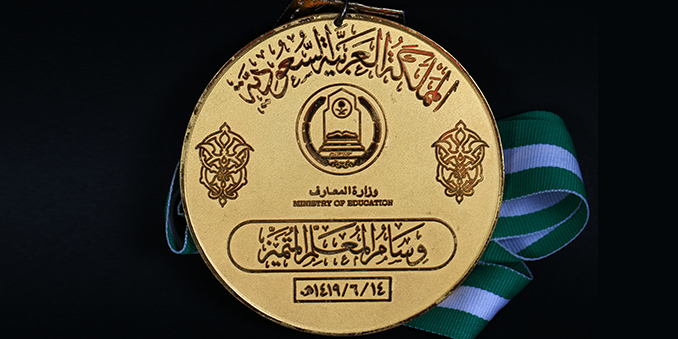 المملكة العربية السعودية
وزارة المعارف
MINISTRY OF EDUCATION
وسام المعلم المتميز
١٤١٩/٦/١٤هـ